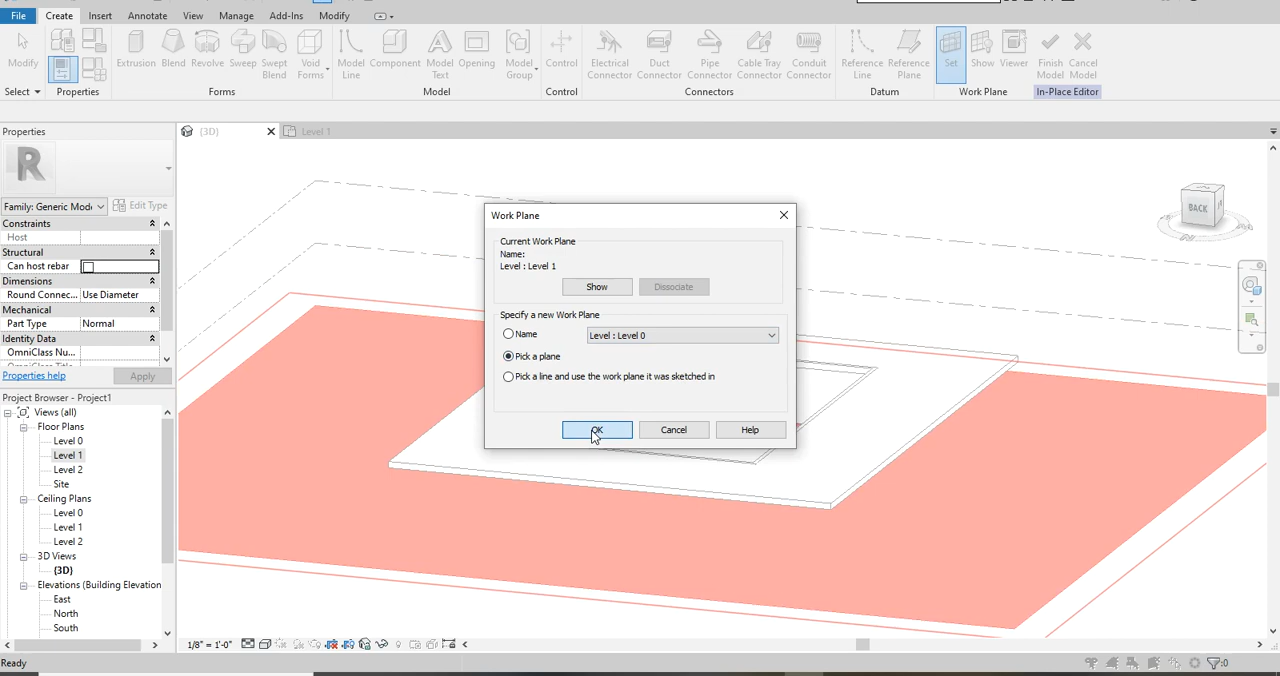 File Create Insert Annotate View Manage Add-Ins Modify
Modify
Extrusion Blend Revolve Sweep Swept Blend Void Forms
Model Line Component Model Text Opening Model Group
Control
Electrical Connector Duct Connector Pipe Connector Cable Tray Connector Conduit Connector
Reference Line Reference Plane
Set Show Viewer
Finish Model Cancel Model
Select Properties Forms Model Control Connectors Datum Work Plane In-Place Editor
Properties
{3D}
Level 1
R
Family: Generic Mode
Edit Type
Constraints
Host
Structural
Can host rebar
Dimensions
Round Connec... Use Diameter
Mechanical
Part Type Normal
Identity Data
OmniClass Nu...
OmniClass Title
Properties help
Apply
Project Browser - Project1
Views (all)
Floor Plans
Level 0
Level 1
Level 2
Site
Ceiling Plans
Level 0
Level 1
Level 2
3D Views
{3D}
Elevations (Building Elevation
East
North
South
BACK
Work Plane
Current Work Plane
Name:
Level : Level 1
Show
Dissociate
Specify a new Work Plane
Name
Level : Level 0
Pick a plane
Pick a line and use the work plane it was sketched in
OK
Cancel
Help
1/8" = 1'-0"
Ready
:0